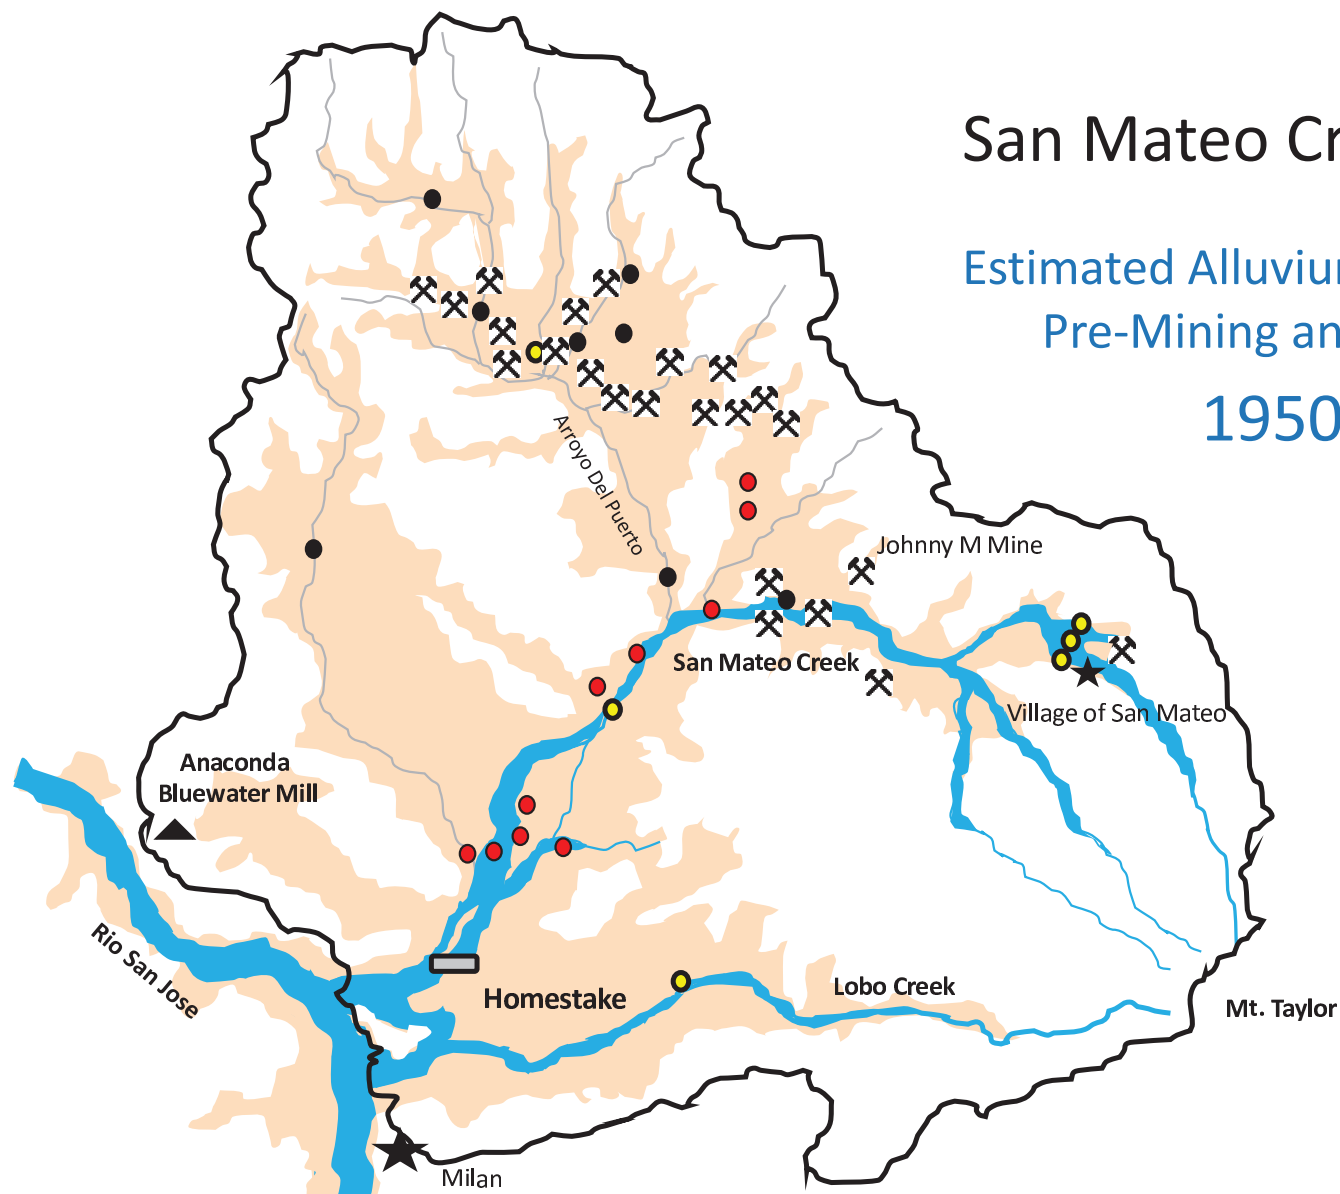 San Mateo Cr
Estimated Alluviu
Pre-Mining an
1950
Arroyo Del Puerto
Johnny M Mine
San Mateo Creek
Village of San Mateo
Anaconda
Bluewater Mill
Rio San Jose
Homestake
Lobo Creek
Mt. Taylor
Milan